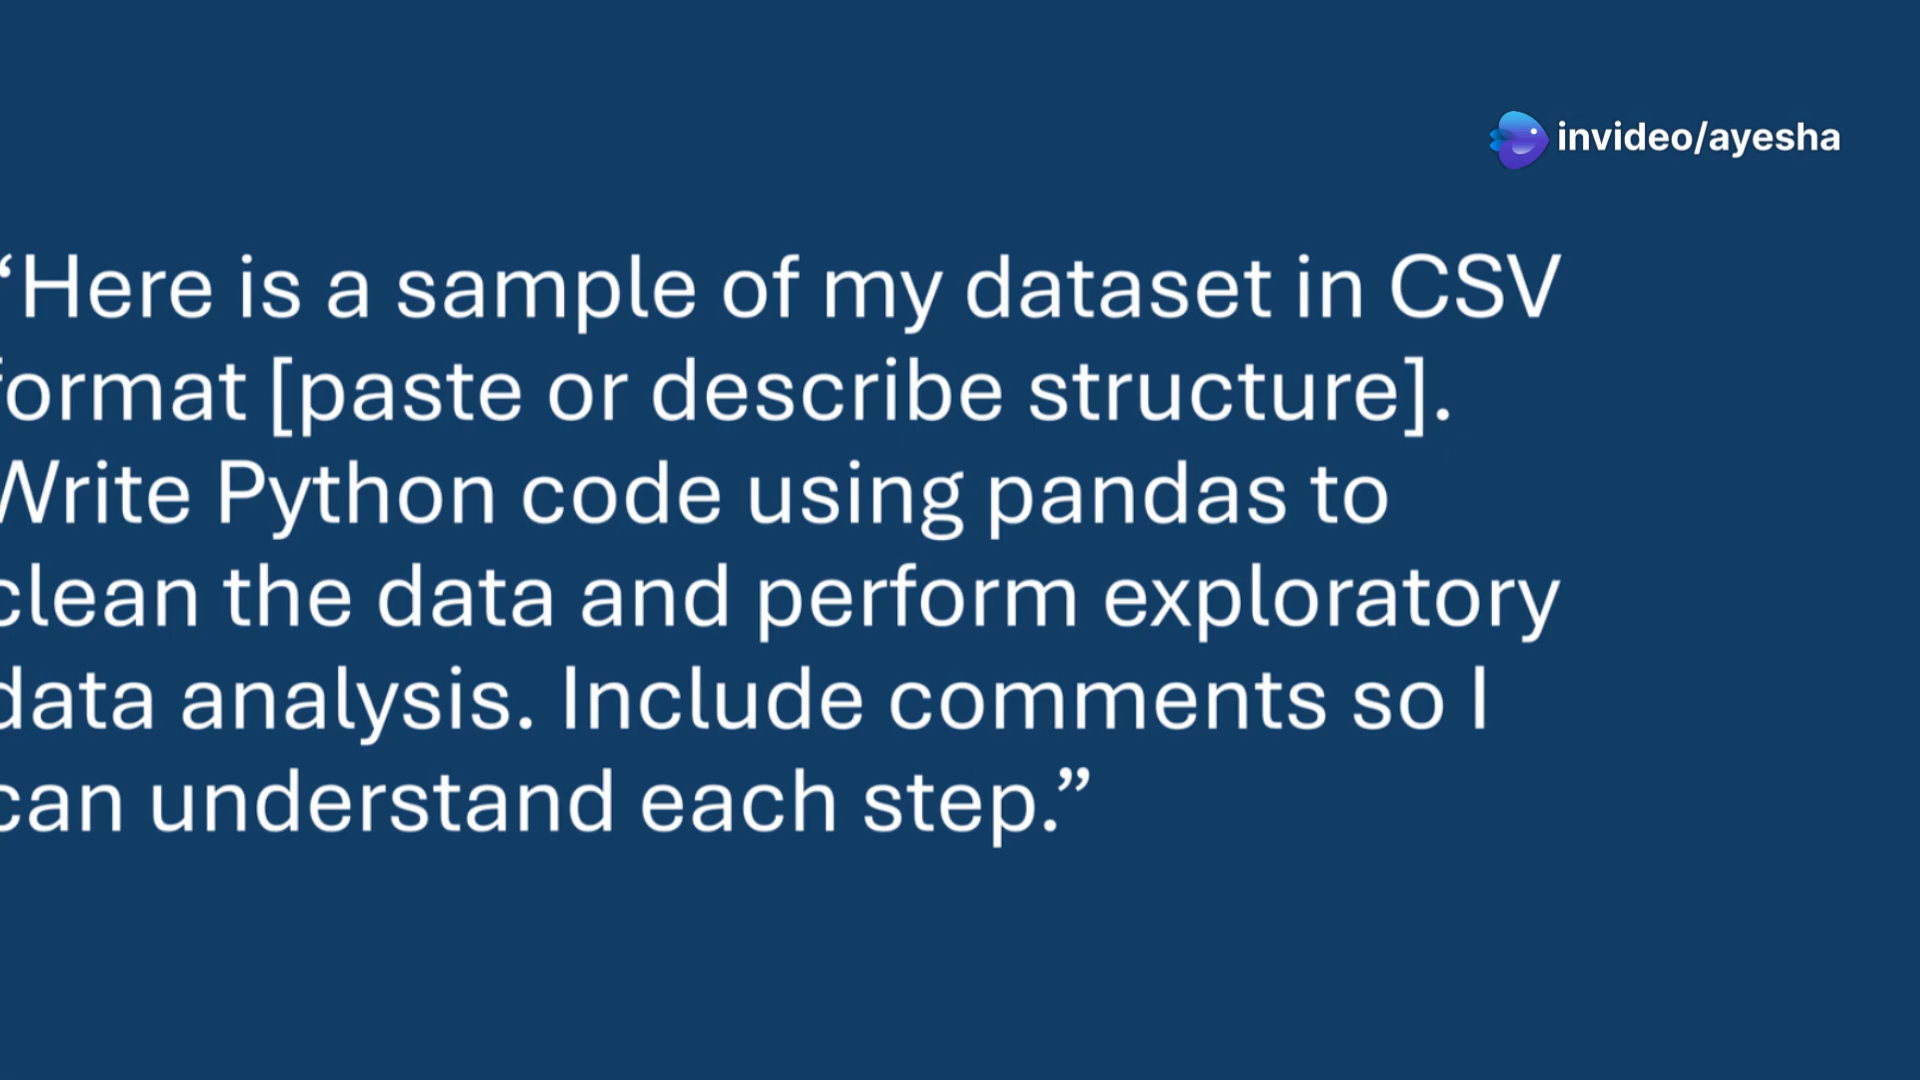 invideo/ayesha
“Here is a sample of my dataset in CSV
format [paste or describe structure].
Write Python code using pandas to
clean the data and perform exploratory
data analysis. Include comments so I
can understand each step.”